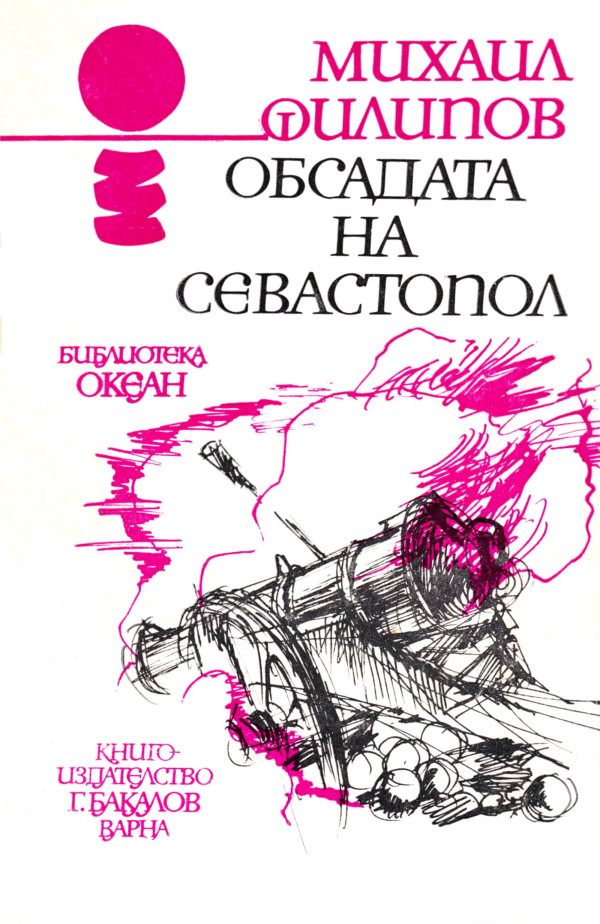 МИХАИЛ
ФИЛИПОВ
ОБСАДАТА
НА
СЕВАСТОПОЛ
БИБЛИОТЕКА
ОКЕАН
КНИГО-
ИЗДАТЕЛСТВО
Г. БАКАЛОВ
ВАРНА